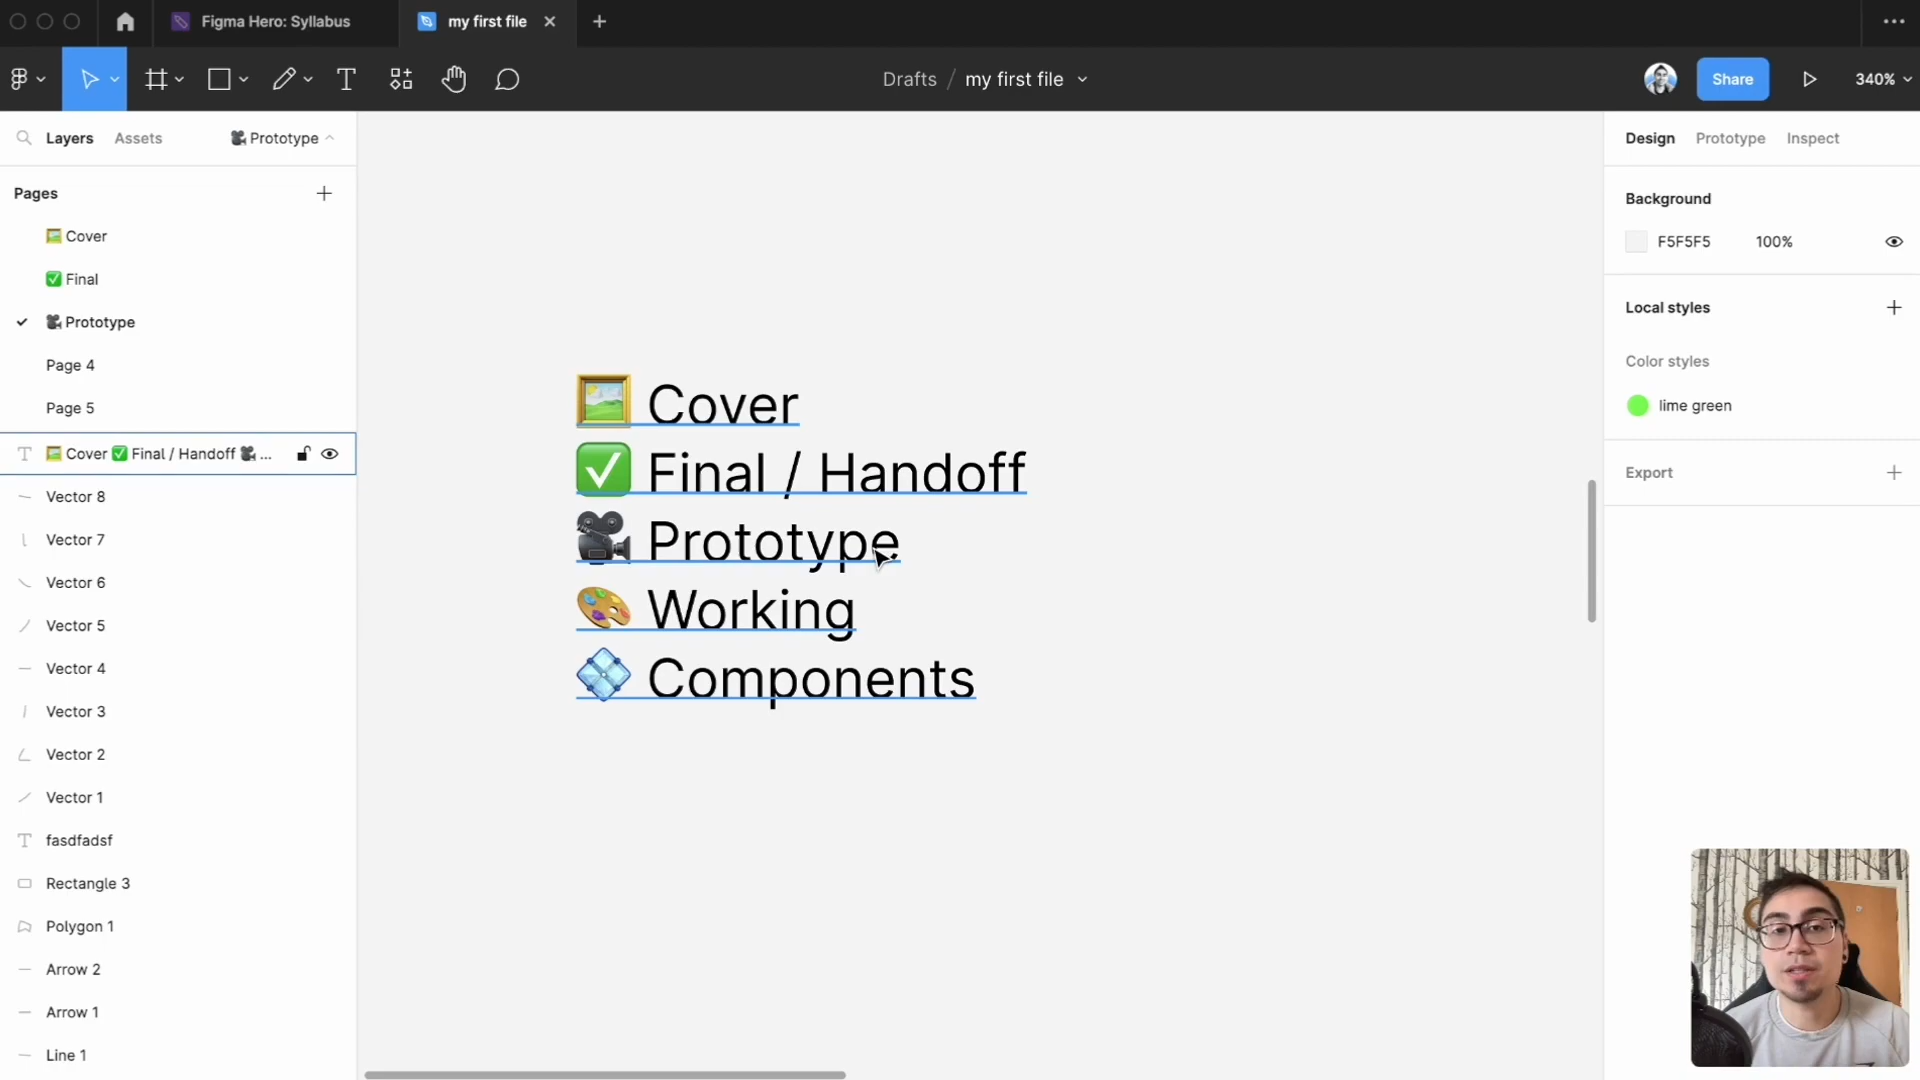 Figma Hero: Syllabus
my first file
Drafts / my first file
Share
340%
Layers
Assets
🎥 Prototype
Design
Prototype
Inspect
Pages
🖼️ Cover
✅ Final
🎥 Prototype
Page 4
Page 5
🖼️ Cover ✅ Final / Handoff 🎥 ...
Vector 8
Vector 7
Vector 6
Vector 5
Vector 4
Vector 3
Vector 2
Vector 1
fasdfadsf
Rectangle 3
Polygon 1
Arrow 2
Arrow 1
Line 1
🖼️ Cover
✅ Final / Handoff
🎥 Prototype
🎨 Working
💠 Components
Background
F5F5F5 100%
Local styles
Color styles
lime green
Export